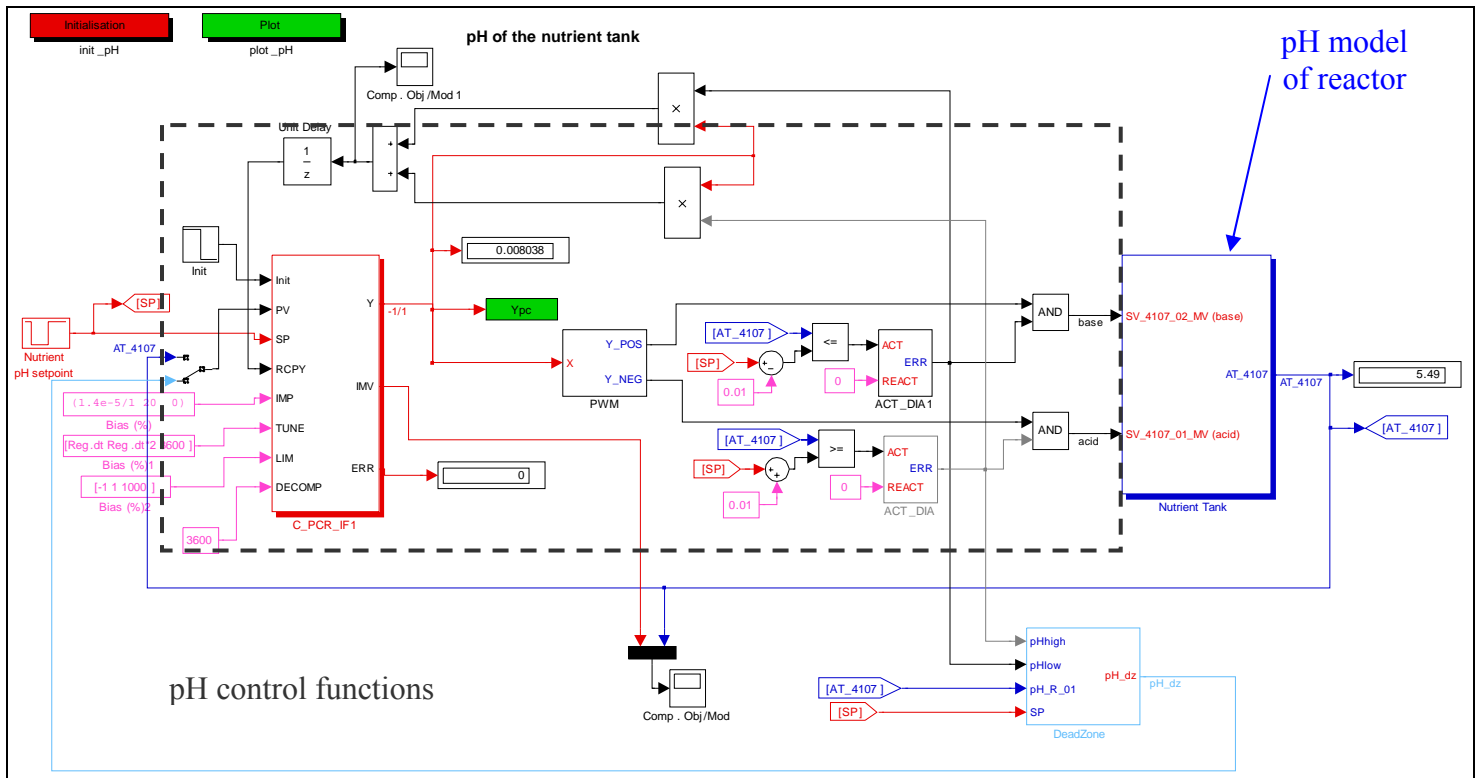 Initialisation
init _pH
Plot
plot _pH
pH of the nutrient tank
pH model
of reactor
Comp . Obj /Mod 1
×
Unit Delay
1
z
+
+
×
0.008038
Init
Init
PV
SP
RCPY
IMP
TUNE
LIM
DECOMP
Y
IMV
ERR
C_PCR_IF1
-1/1
[SP]
Nutrient
pH setpoint
AT_4107
(1.4e-5/1 20 0)
Bias (%)
[Reg.dt Reg.dt*2 3600 ]
Bias (%)1
[-1 1 1000 ]
Bias (%)2
3600
Ypc
0
X
Y_POS
Y_NEG
PWM
[AT_4107 ]
[SP]
+
−
0.01
<=
0
ACT
ERR
REACT
ACT_DIA1
[AT_4107 ]
[SP]
+
+
0.01
>=
0
ACT
ERR
REACT
ACT_DIA
AND
base
AND
acid
SV_4107_02_MV (base)
AT_4107
SV_4107_01_MV (acid)
Nutrient Tank
AT_4107
5.49
[AT_4107 ]
pH control functions
Comp . Obj/Mod
[AT_4107 ]
[SP]
pHhigh
pHlow
pH_R_01
SP
pH_dz
DeadZone
pH_dz